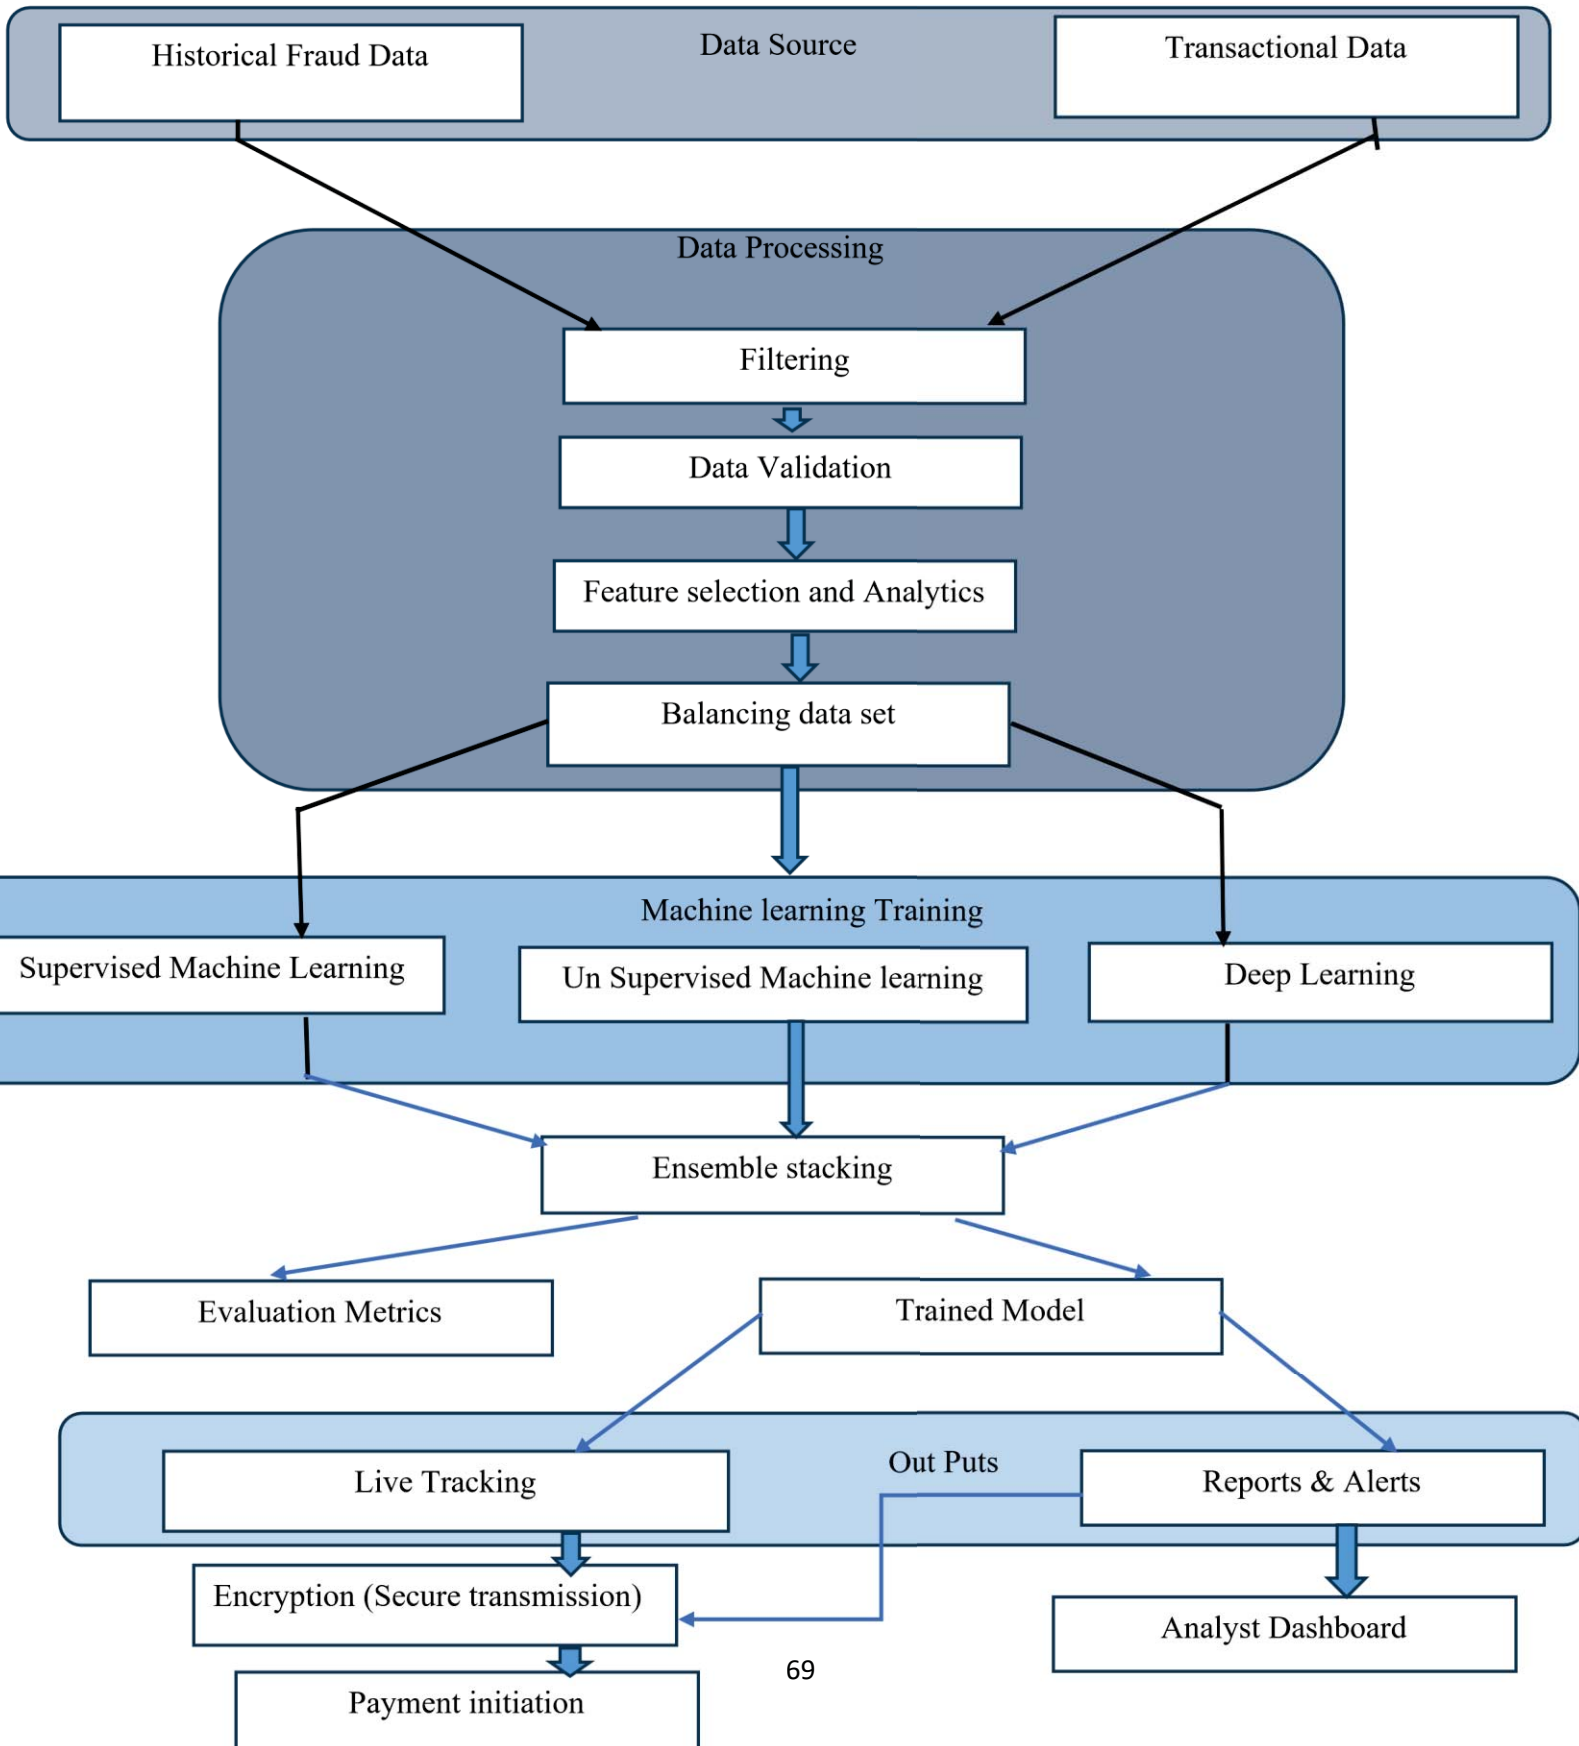 Data Source
Historical Fraud Data
Transactional Data
Data Processing
Filtering
Data Validation
Feature selection and Analytics
Balancing data set
Machine learning Training
Supervised Machine Learning
Un Supervised Machine learning
Deep Learning
Ensemble stacking
Evaluation Metrics
Trained Model
Out Puts
Live Tracking
Reports & Alerts
Encryption (Secure transmission)
Analyst Dashboard
69
Payment initiation